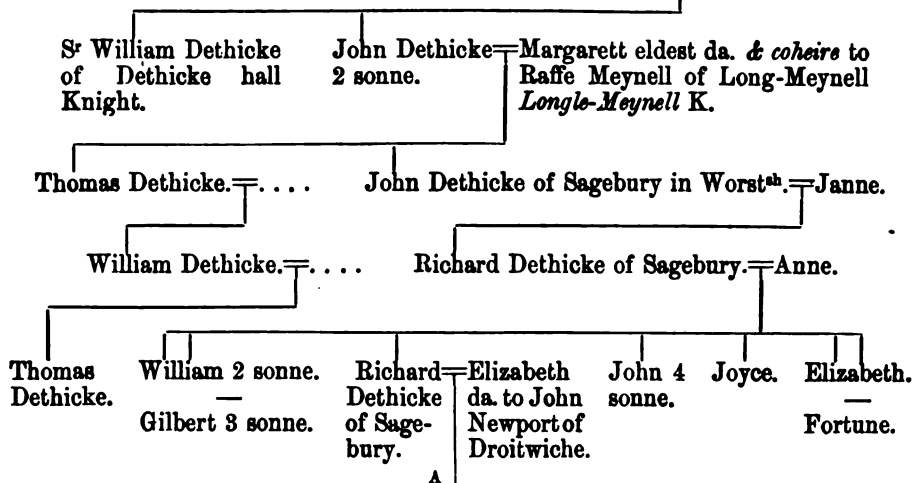 Sr William Dethicke
of Dethicke hall
Knight.
John Dethicke
2 sonne.
Margarett eldest da. & coheire to
Raffe Meynell of Long-Meynell
Longle-Meynell K.
Thomas Dethicke. . . . .
John Dethicke of Sagebury in Worstsh. Janne.
William Dethicke. . . . .
Richard Dethicke of Sagebury. Anne.
Thomas
Dethicke.
William 2 sonne.
—
Gilbert 3 sonne.
Richard
Dethicke
of Sage-
bury.
Elizabeth
da. to John
Newport of
Droitwiche.
John 4
sonne.
Joyce.
Elizabeth.
—
Fortune.
A